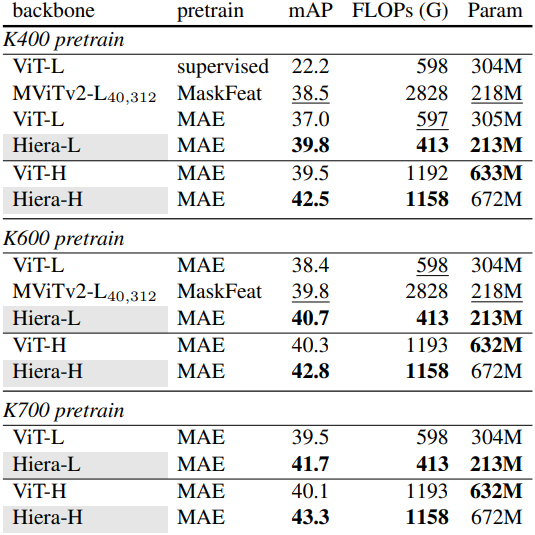 backbone pretrain mAP FLOPs (G) Param
K400 pretrain
ViT-L supervised 22.2 598 304M
MViTv2-L40,312 MaskFeat 38.5 2828 218M
ViT-L MAE 37.0 597 305M
Hiera-L MAE 39.8 413 213M
ViT-H MAE 39.5 1192 633M
Hiera-H MAE 42.5 1158 672M
K600 pretrain
ViT-L MAE 38.4 598 304M
MViTv2-L40,312 MaskFeat 39.8 2828 218M
Hiera-L MAE 40.7 413 213M
ViT-H MAE 40.3 1193 632M
Hiera-H MAE 42.8 1158 672M
K700 pretrain
ViT-L MAE 39.5 598 304M
Hiera-L MAE 41.7 413 213M
ViT-H MAE 40.1 1193 632M
Hiera-H MAE 43.3 1158 672M